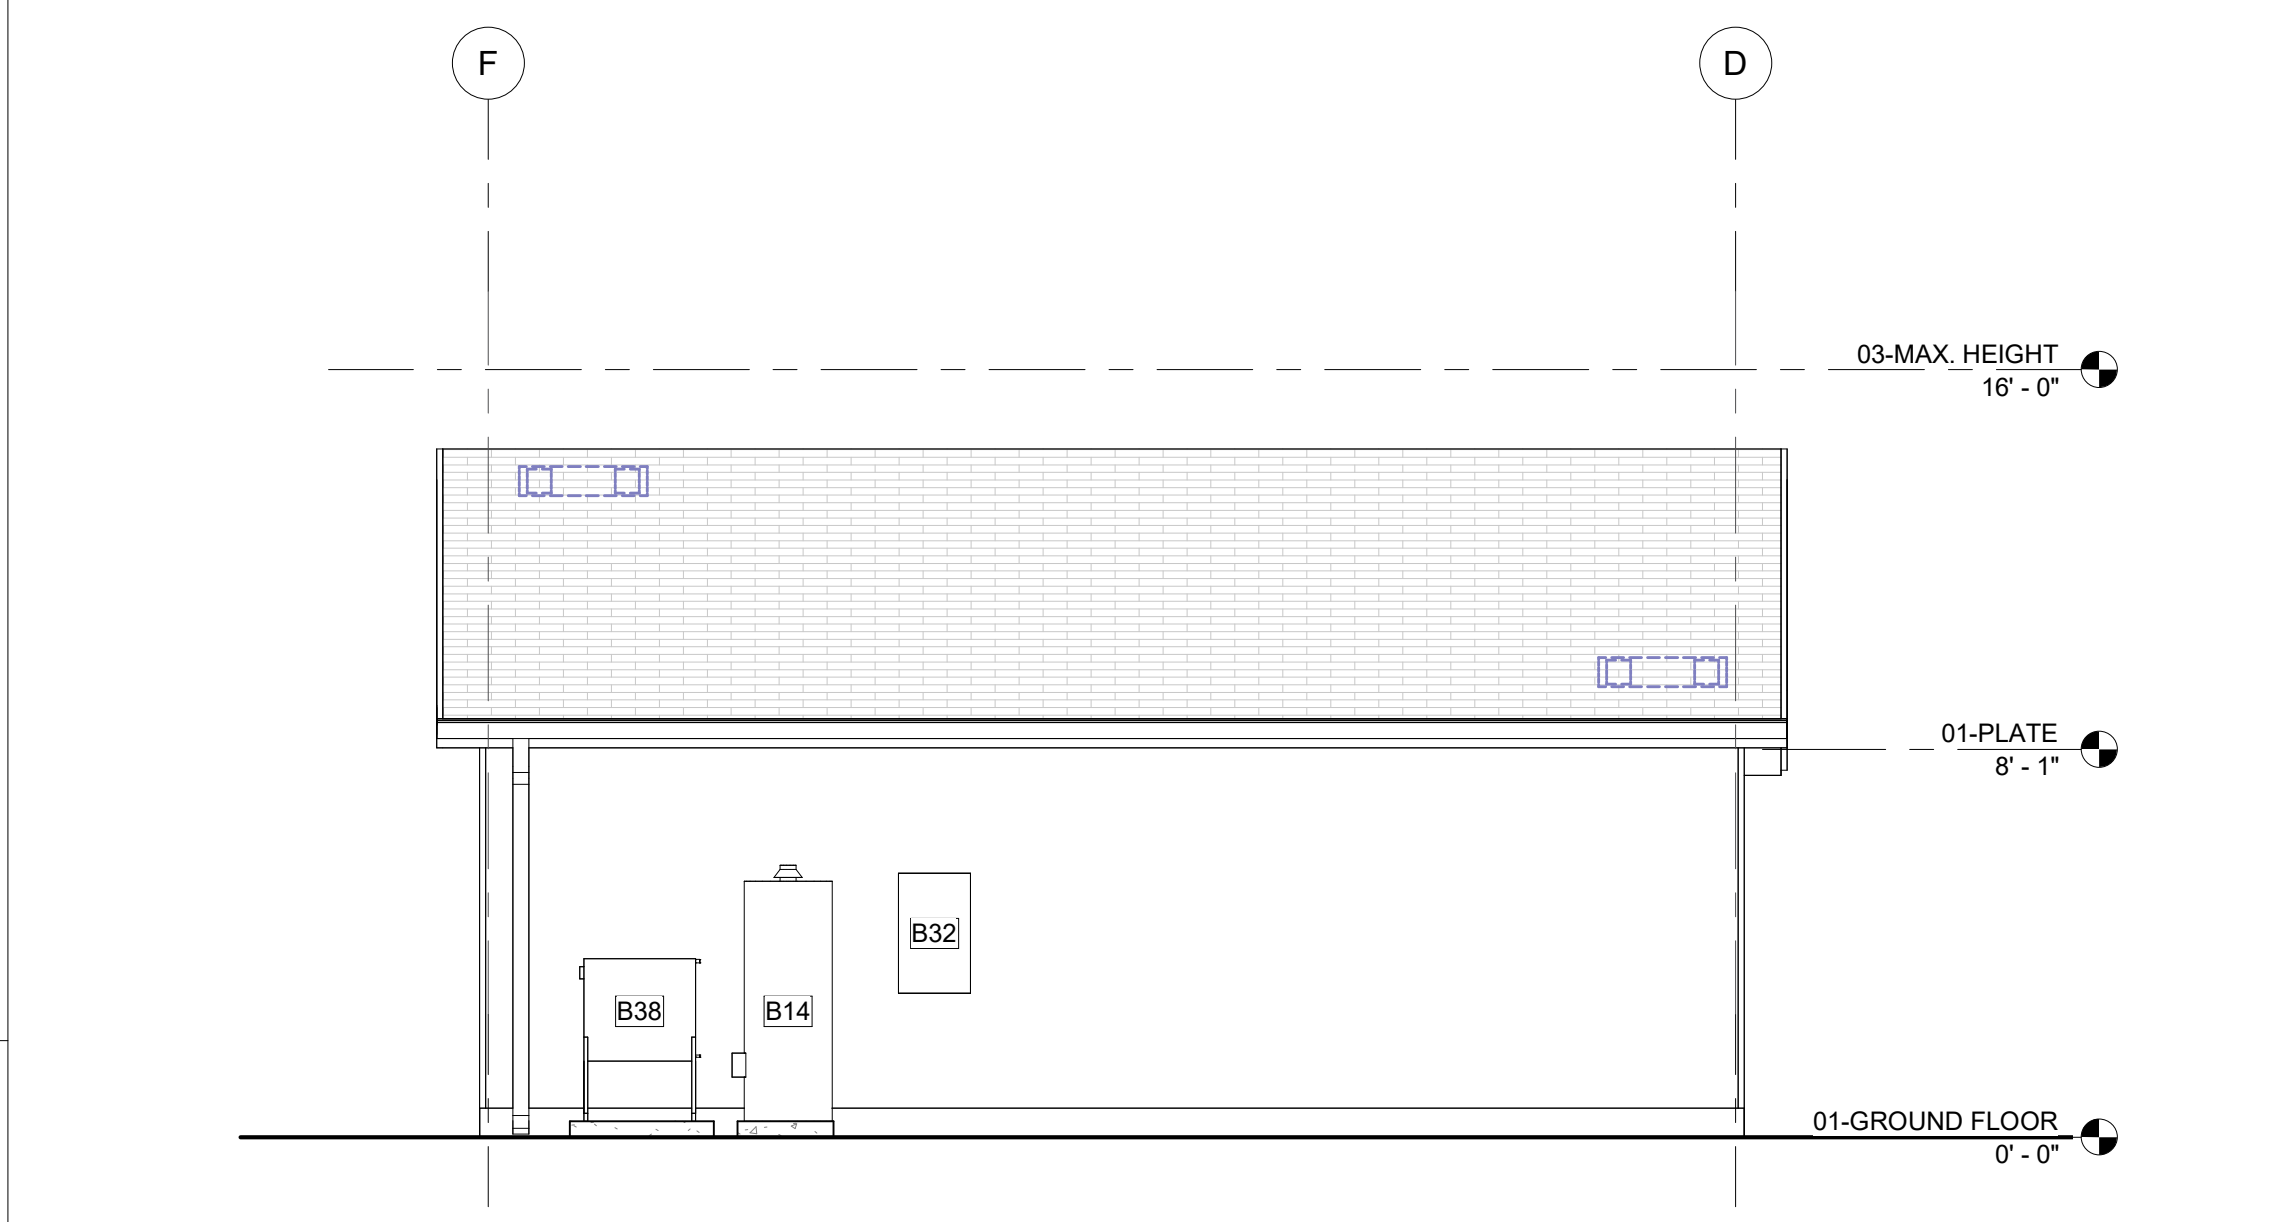 F
D
03-MAX. HEIGHT
16' - 0"
01-PLATE
8' - 1"
B32
B38
B14
01-GROUND FLOOR
0' - 0"